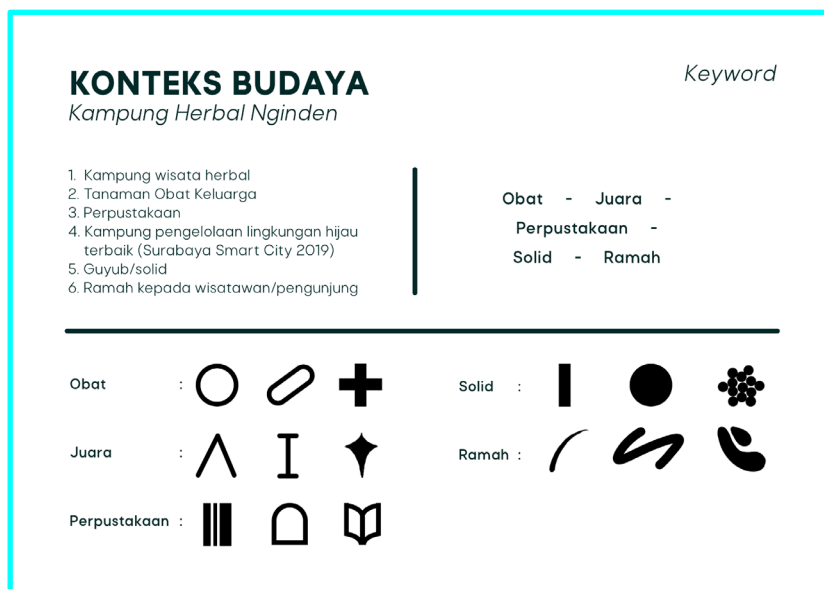 KONTEKS BUDAYA
Kampung Herbal Nginden
Keyword
1. Kampung wisata herbal
2. Tanaman Obat Keluarga
3. Perpustakaan
4. Kampung pengelolaan lingkungan hijau
terbaik (Surabaya Smart City 2019)
5. Guyub/solid
6. Ramah kepada wisatawan/pengunjung
Obat - Juara -
Perpustakaan -
Solid - Ramah
Obat :
Juara :
Perpustakaan :
Solid :
Ramah :